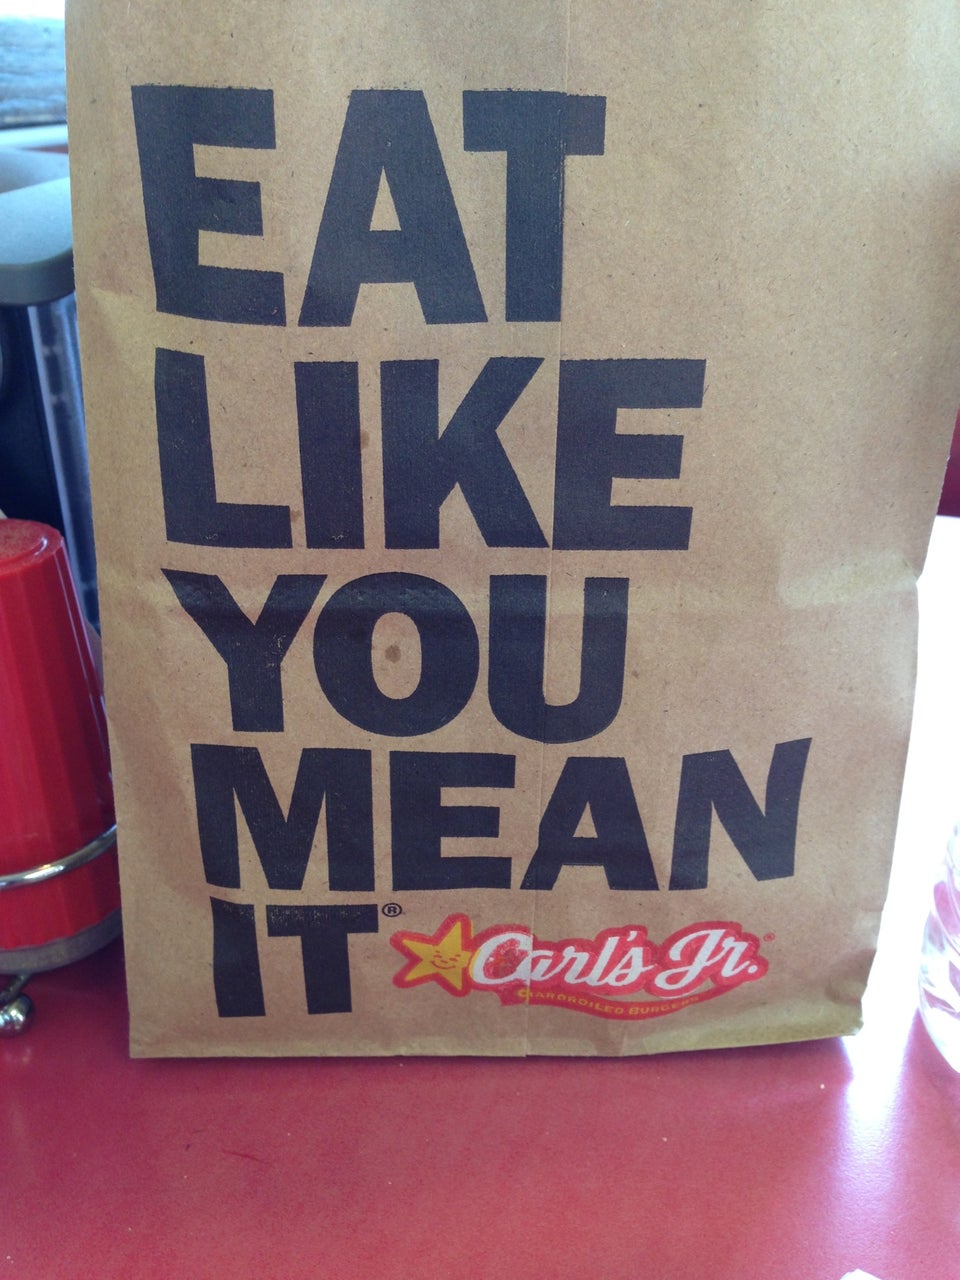 EAT
LIKE
YOU
MEAN
IT®
Carl's Jr.®
CHARBROILED BURGERS